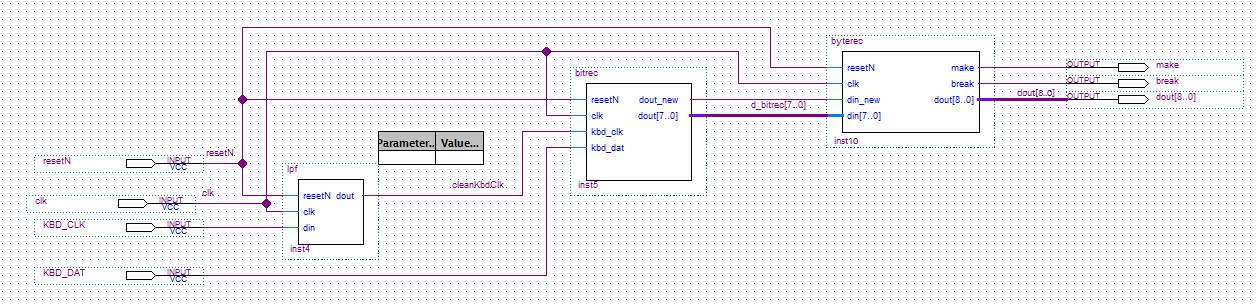 byterec
resetN
clk
din_new
din[7..0]
make
break
dout[8..0]
inst10
OUTPUT
make
OUTPUT
break
dout[8..0]
OUTPUT
dout[8..0]
bitrec
resetN
clk
kbd_clk
kbd_dat
dout_new
dout[7..0]
inst5
d_bitrec[7..0]
Parameter.. Value...
resetN
INPUT
VCC
resetN
clk
INPUT
VCC
clk
KBD_CLK
INPUT
VCC
KBD_DAT
INPUT
VCC
lpf
resetN dout
clk
din
inst4
cleanKbdClk